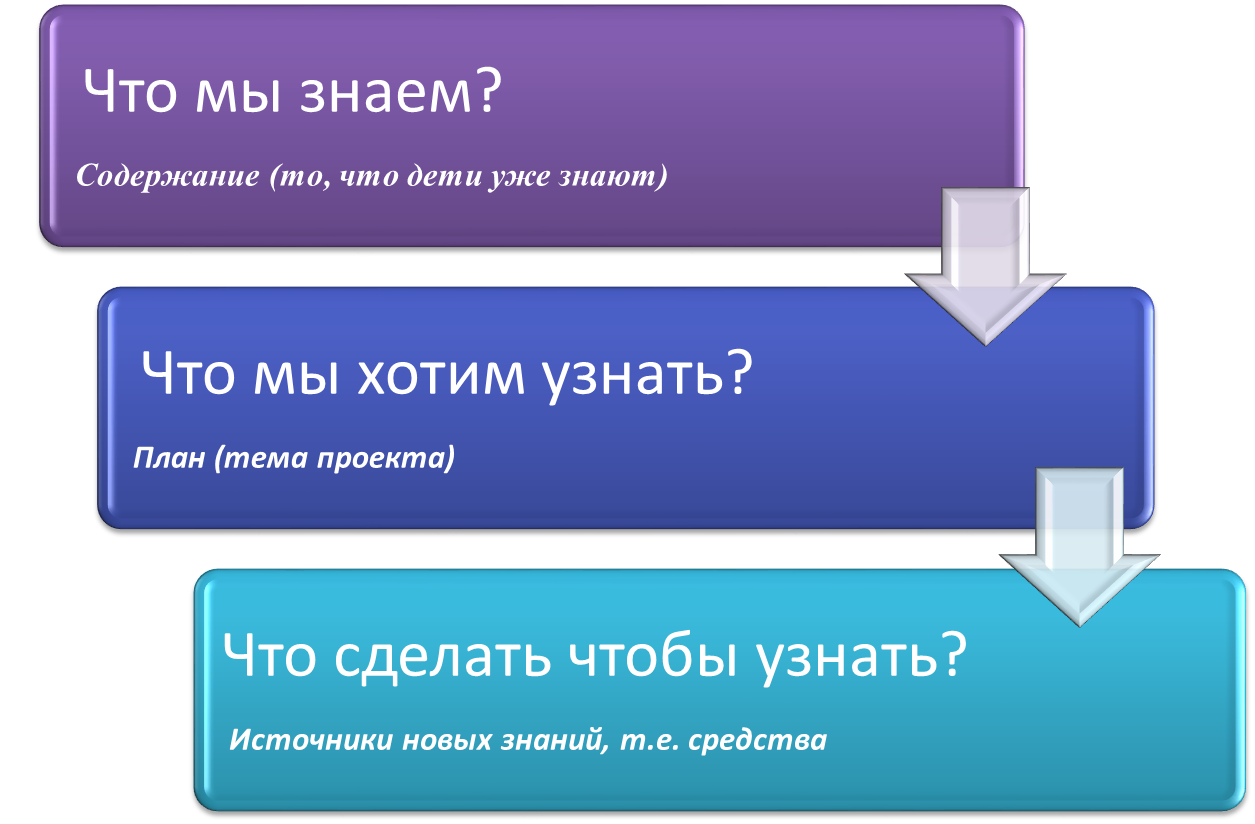 Что мы знаем?
Содержание (то, что дети уже знают)
Что мы хотим узнать?
План (тема проекта)
Что сделать чтобы узнать?
Источники новых знаний, т.е. средства